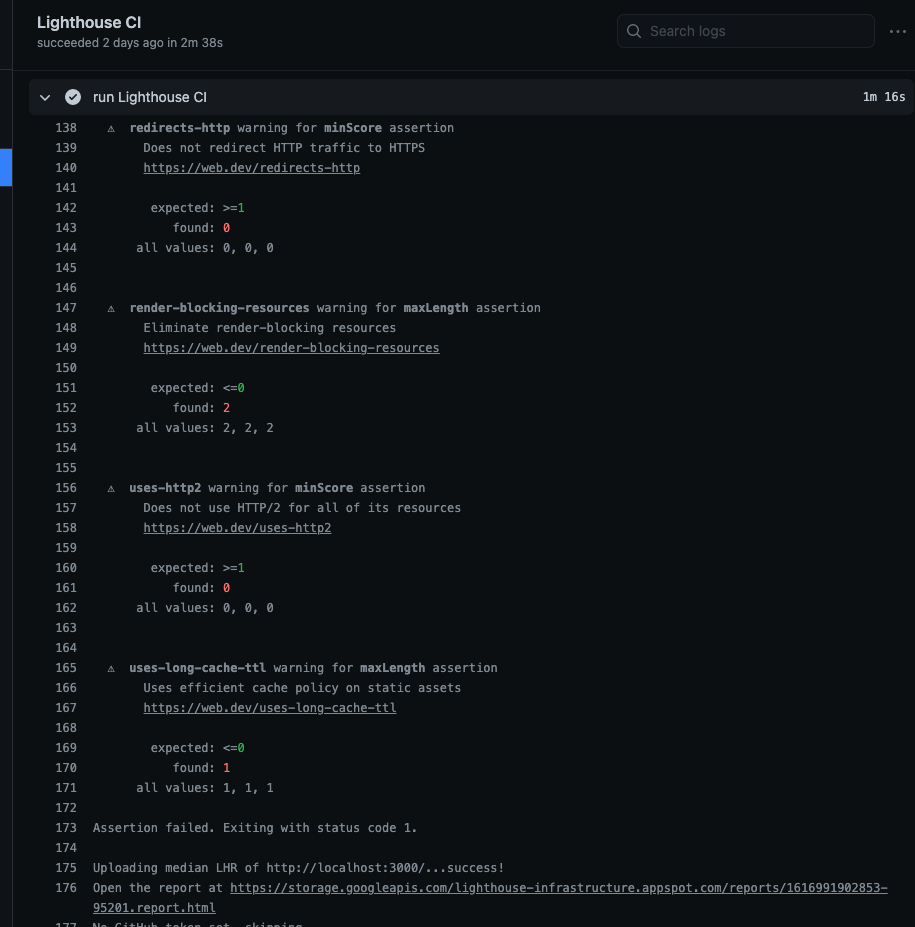 Lighthouse CI
succeeded 2 days ago in 2m 38s
Search logs
run Lighthouse CI
1m 16s
138 ⚠ redirects-http warning for minScore assertion
139 Does not redirect HTTP traffic to HTTPS
140 https://web.dev/redirects-http
141
142 expected: >=1
143 found: 0
144 all values: 0, 0, 0
145
146
147 ⚠ render-blocking-resources warning for maxLength assertion
148 Eliminate render-blocking resources
149 https://web.dev/render-blocking-resources
150
151 expected: <=0
152 found: 2
153 all values: 2, 2, 2
154
155
156 ⚠ uses-http2 warning for minScore assertion
157 Does not use HTTP/2 for all of its resources
158 https://web.dev/uses-http2
159
160 expected: >=1
161 found: 0
162 all values: 0, 0, 0
163
164
165 ⚠ uses-long-cache-ttl warning for maxLength assertion
166 Uses efficient cache policy on static assets
167 https://web.dev/uses-long-cache-ttl
168
169 expected: <=0
170 found: 1
171 all values: 1, 1, 1
172
173 Assertion failed. Exiting with status code 1.
174
175 Uploading median LHR of http://localhost:3000/...success!
176 Open the report at https://storage.googleapis.com/lighthouse-infrastructure.appspot.com/reports/1616991902853-
95201.report.html
177 No GitHub token set, skipping